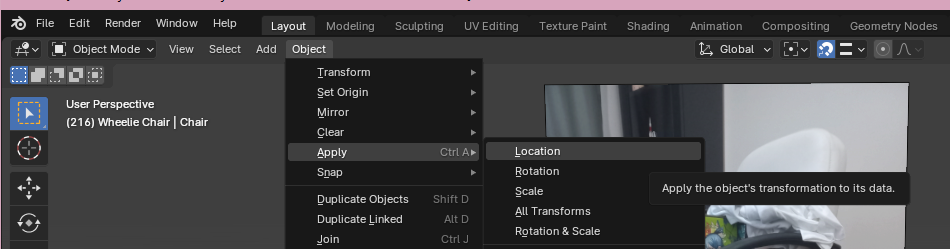 File Edit Wheelie Render Window Help Layout Modeling Sculpting UV Editing Texture Paint Shading Animation Compositing Geometry Nodes
Object Mode View Select Add Object Global
User Perspective
(216) Wheelie Chair | Chair
Transform
Set Origin
Mirror
Clear
Apply Ctrl A
Snap
Duplicate Objects Shift D
Duplicate Linked Alt D
Join Ctrl J
Location
Rotation
Scale
All Transforms
Rotation & Scale
Apply the object's transformation to its data.